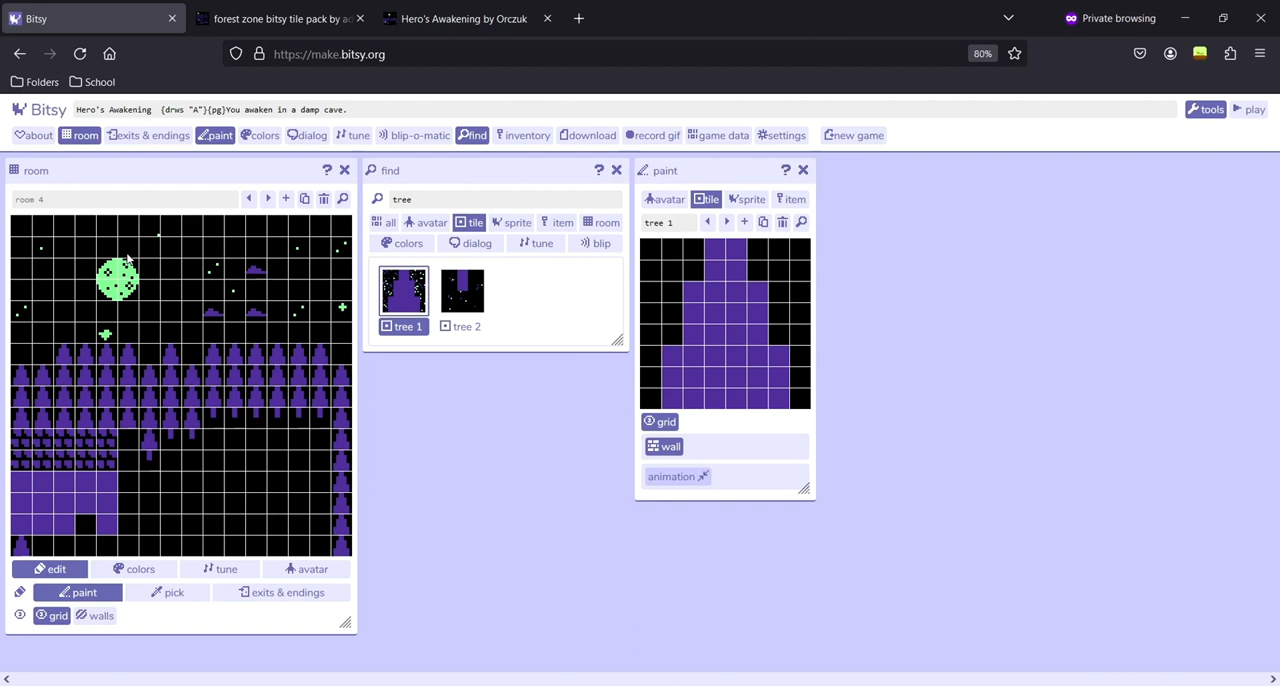 Bitsy
forest zone bitsy tile pack by ad
Hero's Awakening by Orczuk
Private browsing
https://make.bitsy.org
80%
Folders
School
Bitsy
Hero's Awakening {drws "A"}{pg}You awaken in a damp cave.
tools
play
about
room
exits & endings
paint
colors
dialog
tune
blip-o-matic
find
inventory
download
record gif
game data
settings
new game
room
?
room 4
edit
colors
tune
avatar
paint
pick
exits & endings
grid
walls
find
?
tree
all
avatar
tile
sprite
item
room
colors
dialog
tune
blip
tree 1
tree 2
paint
?
avatar
tile
sprite
item
tree 1
grid
wall
animation